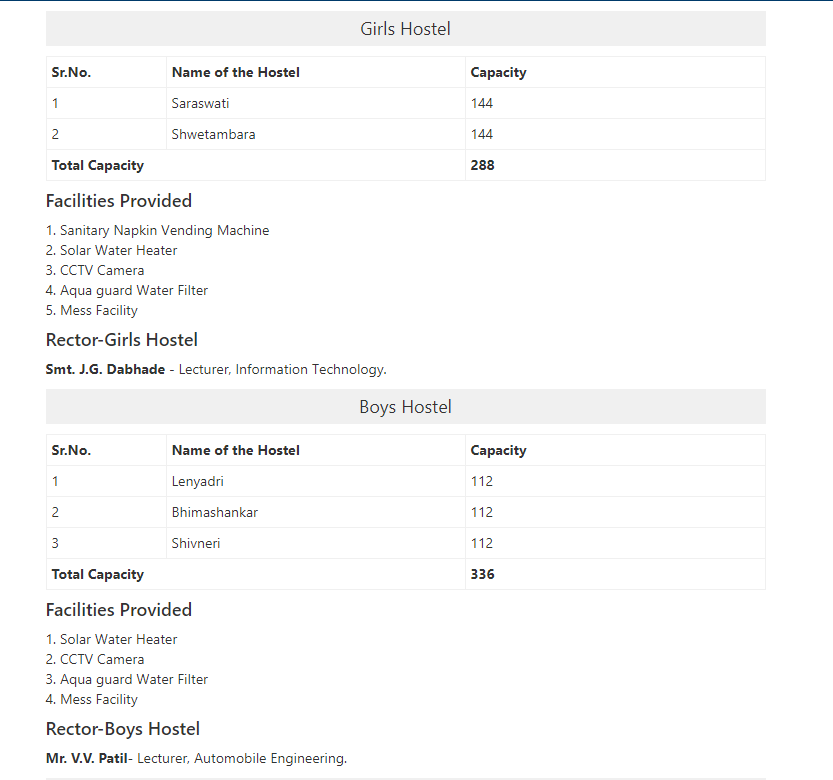 Girls Hostel
Sr.No. Name of the Hostel Capacity
1 Saraswati 144
2 Shwetambara 144
Total Capacity 288
Facilities Provided
1. Sanitary Napkin Vending Machine
2. Solar Water Heater
3. CCTV Camera
4. Aqua guard Water Filter
5. Mess Facility
Rector-Girls Hostel
Smt. J.G. Dabhade - Lecturer, Information Technology.
Boys Hostel
Sr.No. Name of the Hostel Capacity
1 Lenyadri 112
2 Bhimashankar 112
3 Shivneri 112
Total Capacity 336
Facilities Provided
1. Solar Water Heater
2. CCTV Camera
3. Aqua guard Water Filter
4. Mess Facility
Rector-Boys Hostel
Mr. V.V. Patil- Lecturer, Automobile Engineering.